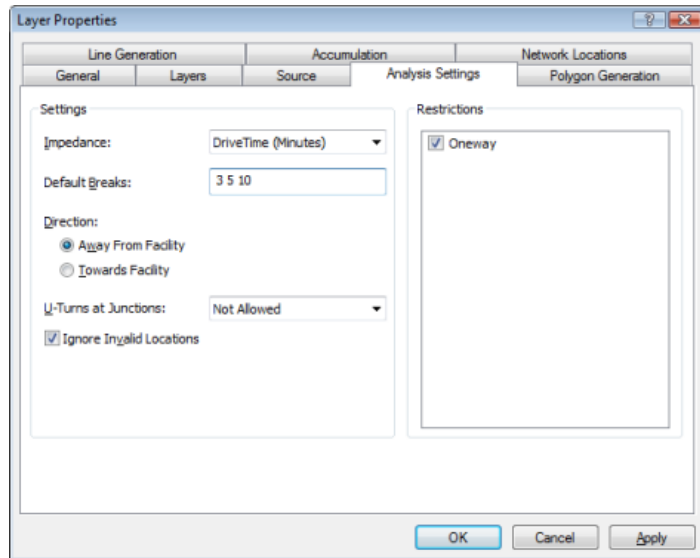 Layer Properties
Line Generation Accumulation Network Locations
General Layers Source Analysis Settings Polygon Generation
Settings
Impedance: DriveTime (Minutes)
Default Breaks: 3 5 10
Direction:
Away From Facility
Towards Facility
U-Turns at Junctions: Not Allowed
Ignore Invalid Locations
Restrictions
Oneway
OK Cancel Apply